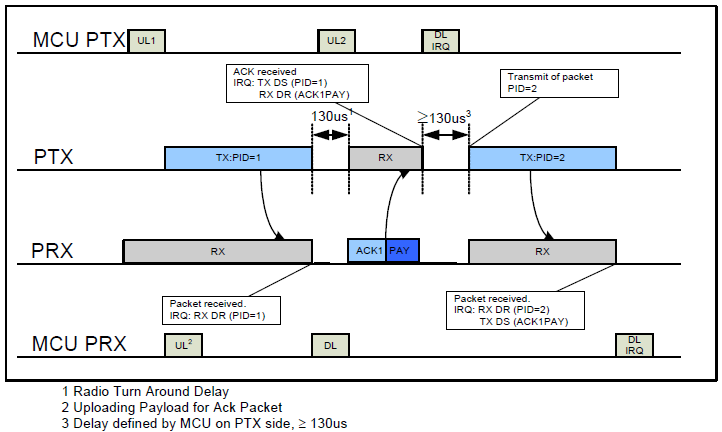 MCU PTX
UL1
UL2
DL
IRQ
ACK received
IRQ: TX DS (PID=1)
RX DR (ACK1PAY)
Transmit of packet
PID=2
130us1
≥130us3
PTX
TX:PID=1
RX
TX:PID=2
PRX
RX
ACK1
PAY
RX
Packet received.
IRQ: RX DR (PID=1)
Packet received.
IRQ: RX DR (PID=2)
TX DS (ACK1PAY)
MCU PRX
UL2
DL
DL
IRQ
1 Radio Turn Around Delay
2 Uploading Payload for Ack Packet
3 Delay defined by MCU on PTX side, ≥ 130us